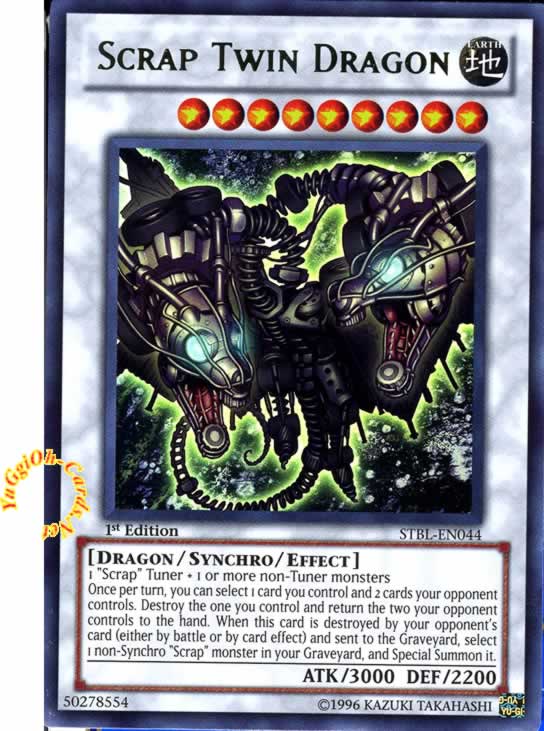 SCRAP TWIN DRAGON
EARTH
地
YuGgiOh-Cards.Net
1st Edition
STBL-EN044
[DRAGON/SYNCHRO/EFFECT]
1 "Scrap" Tuner + 1 or more non-Tuner monsters
Once per turn, you can select 1 card you control and 2 cards your opponent
controls. Destroy the one you control and return the two your opponent
controls to the hand. When this card is destroyed by your opponent's
card (either by battle or by card effect) and sent to the Graveyard, select
1 non-Synchro "Scrap" monster in your Graveyard, and Special Summon it.
ATK/3000 DEF/2200
50278554
©1996 KAZUKI TAKAHASHI